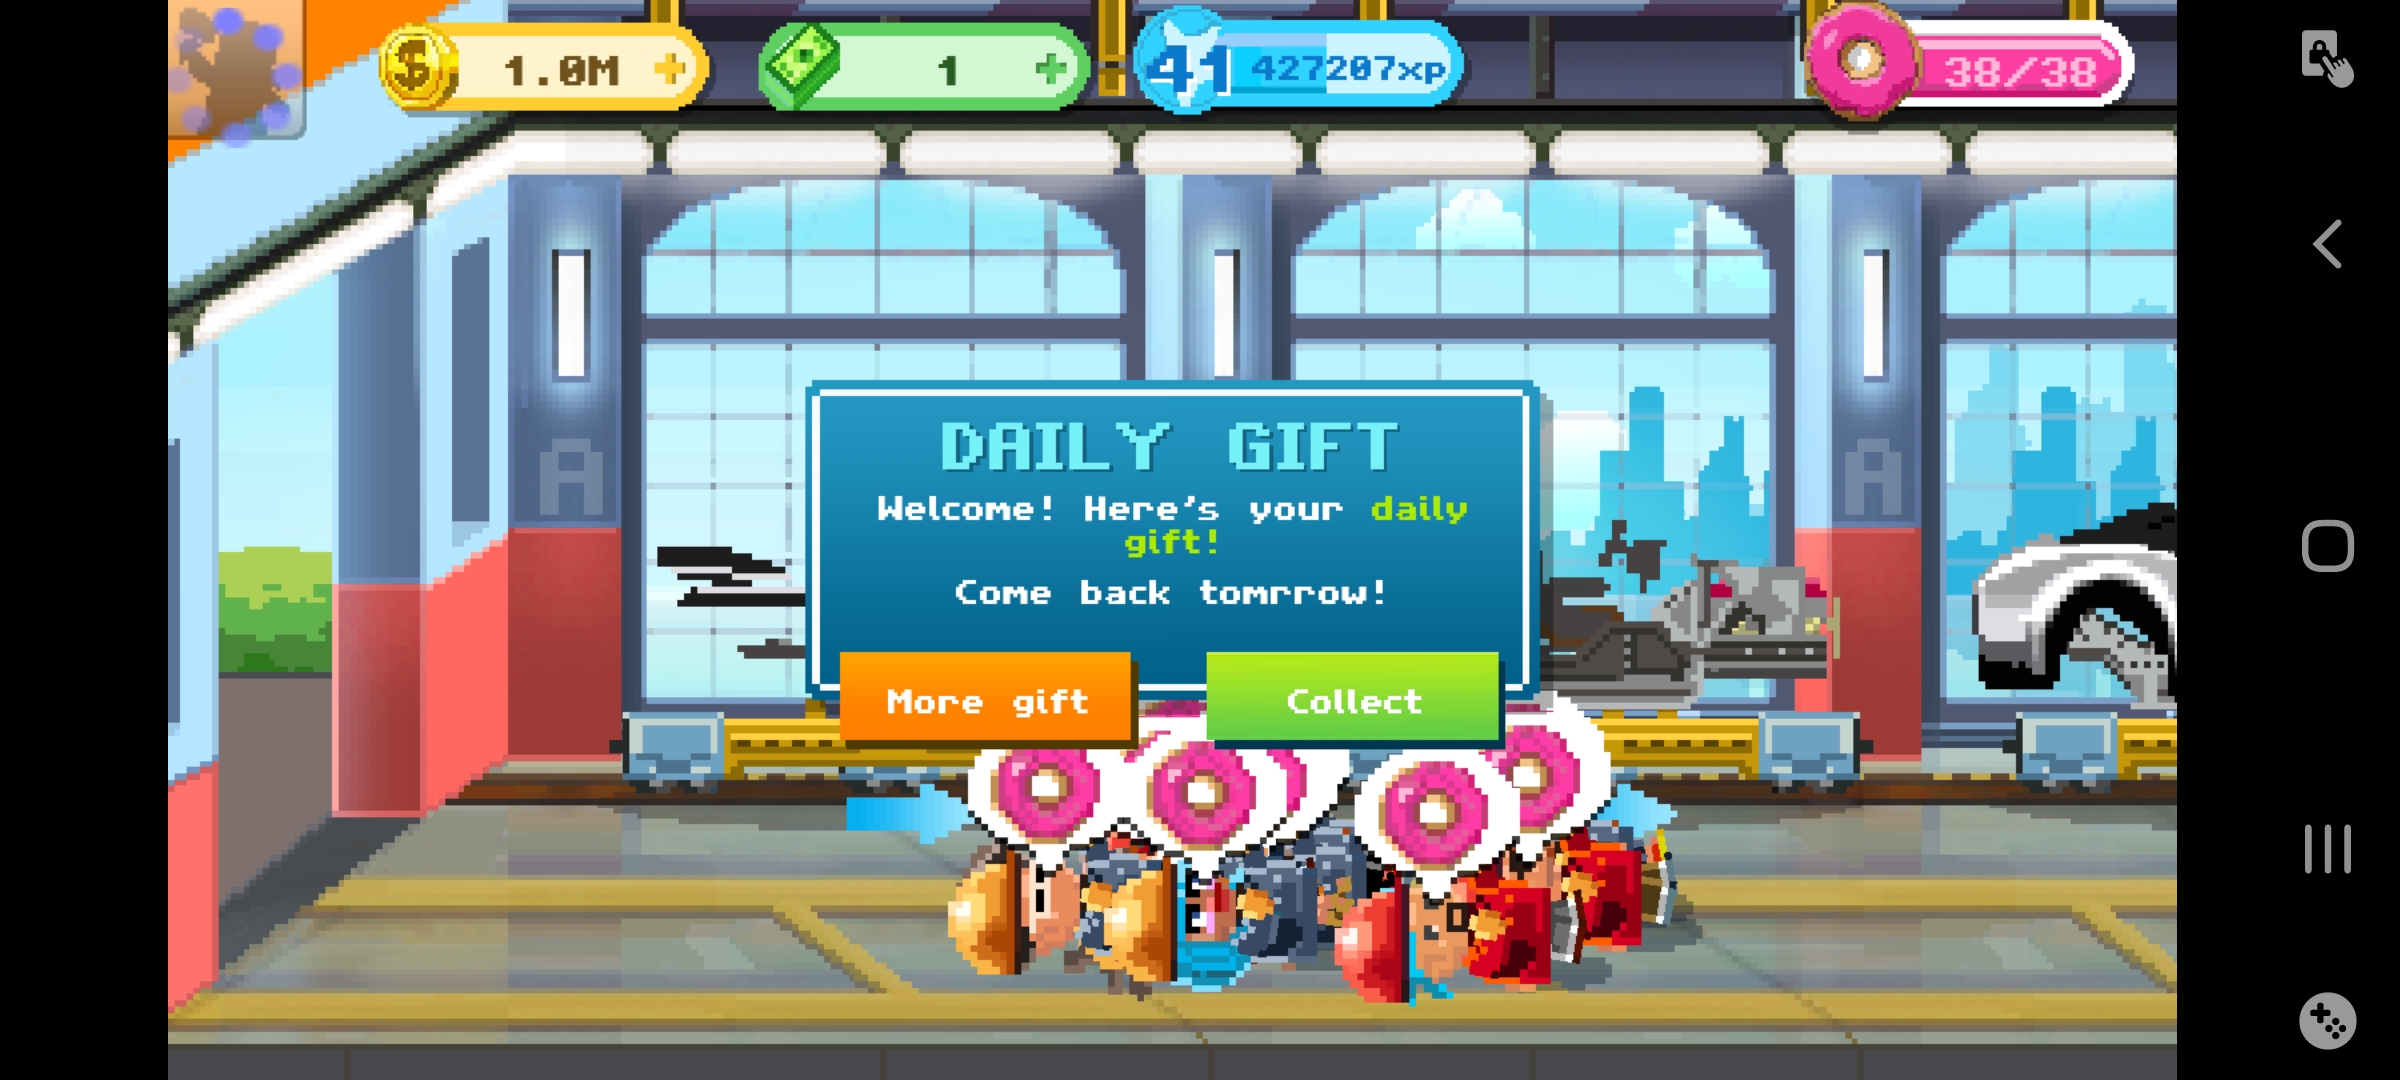 1.0M + 1 + 41 427207xp 38/38
A A
DAILY GIFT
Welcome! Here's your daily
gift!
Come back tomrrow!
More gift Collect